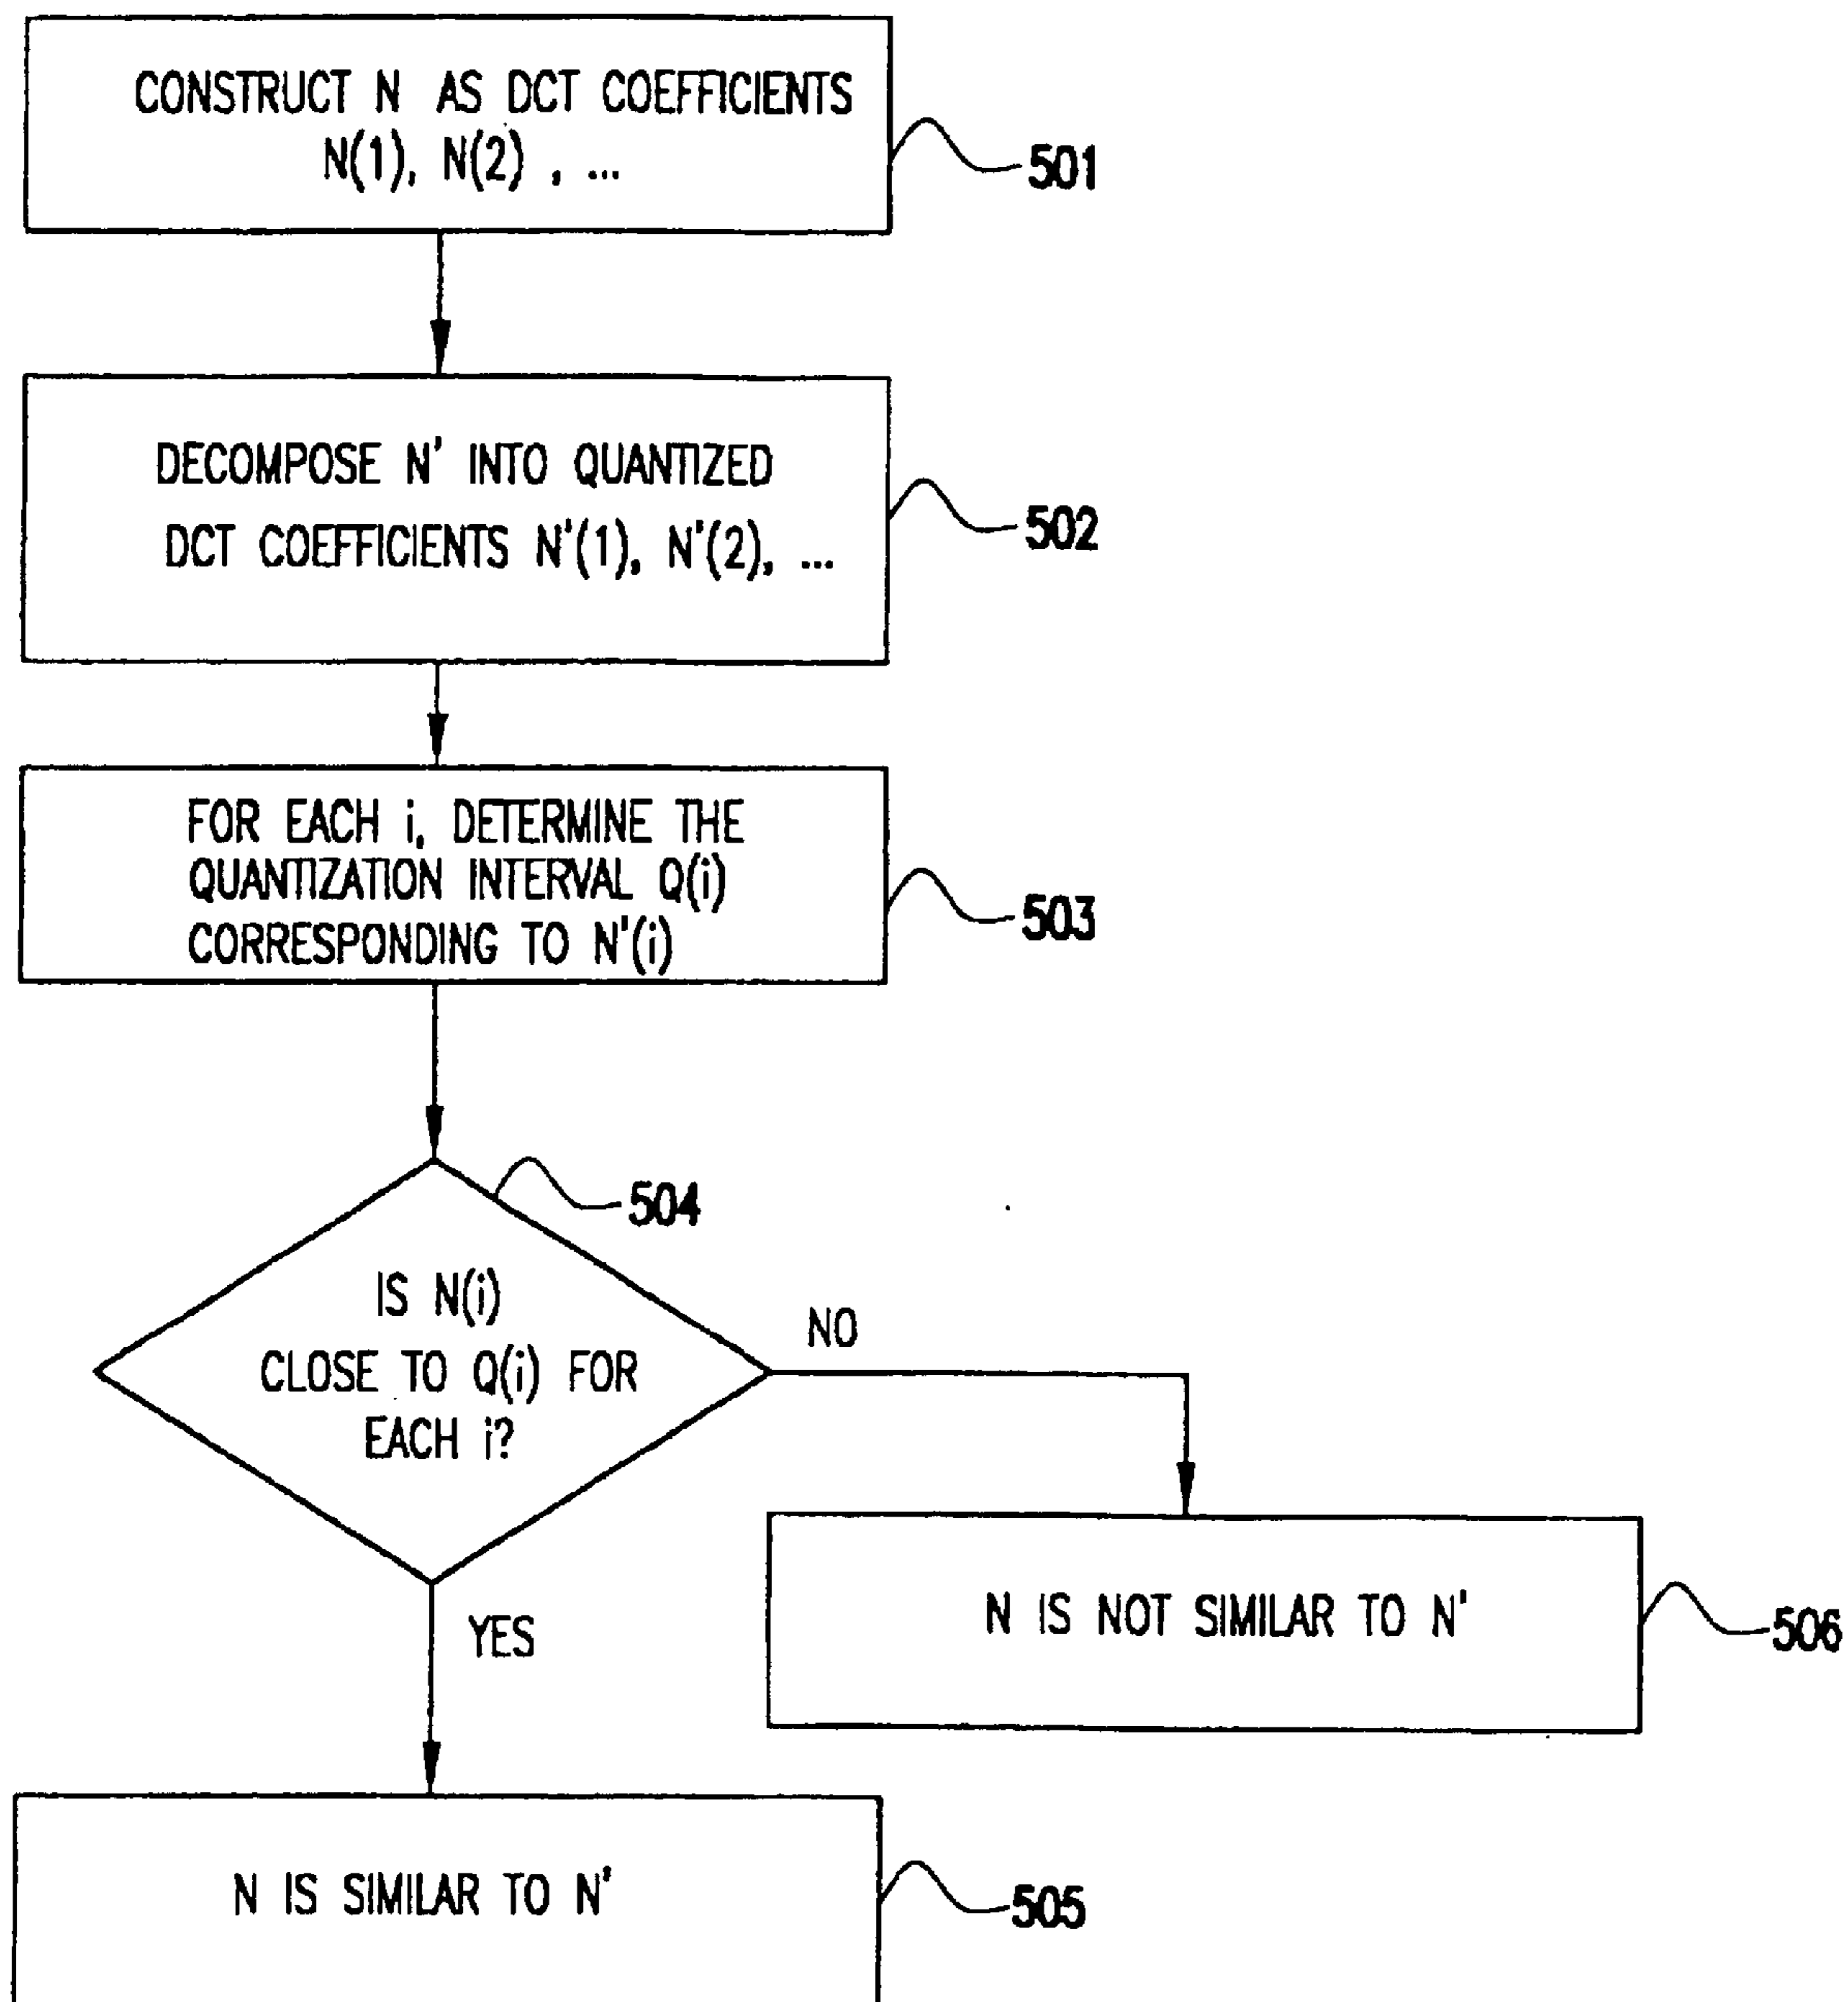 CONSTRUCT N AS DCT COEFFICIENTS
N(1), N(2) , ...
501
DECOMPOSE N' INTO QUANTIZED
DCT COEFFICIENTS N'(1), N'(2), ...
502
FOR EACH i, DETERMINE THE
QUANTIZATION INTERVAL Q(i)
CORRESPONDING TO N'(i)
503
504
IS N(i)
CLOSE TO Q(i) FOR
EACH i?
NO
YES
N IS NOT SIMILAR TO N'
506
N IS SIMILAR TO N'
505